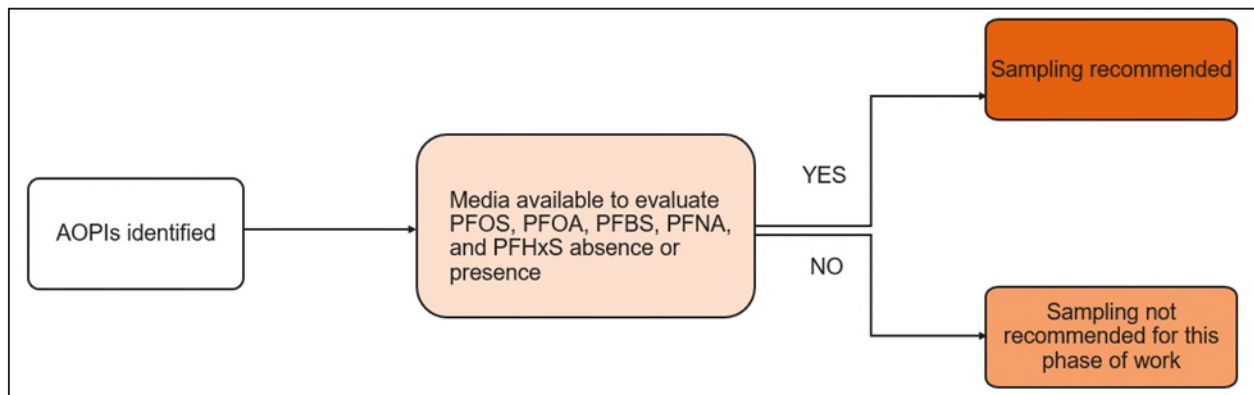 AOPIs identified
Media available to evaluate
PFOS, PFOA, PFBS, PFNA,
and PFHxS absence or
presence
YES
Sampling recommended
NO
Sampling not
recommended for this
phase of work